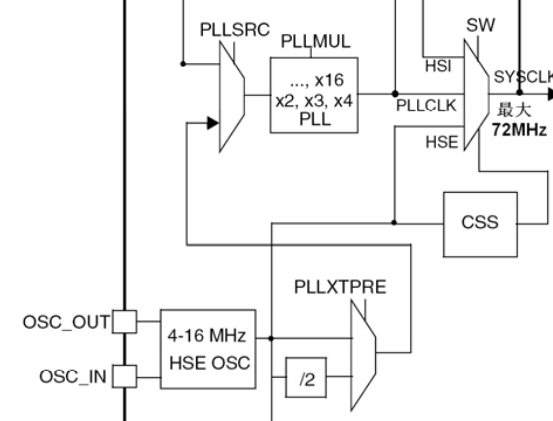 SW
PLLSRC
PLLMUL
HSI
..., x16
x2, x3, x4
PLL
SYSCLK
PLLCLK
最大
72MHz
HSE
CSS
PLLXTPRE
OSC_OUT
4-16 MHz
HSE OSC
OSC_IN
/2